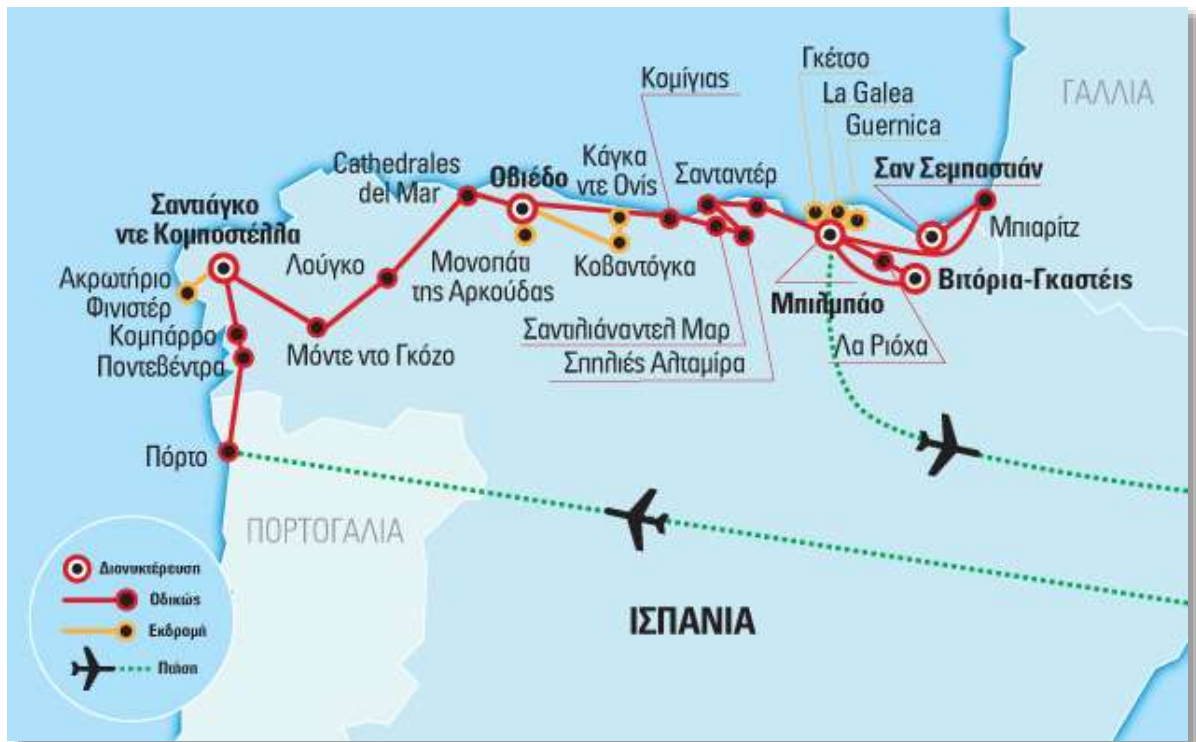 Γκέτσο
Κομίγιας
La Galea
ΓΑΛΛΙΑ
Guernica
Cathedrales
del Mar
Οβιέδο
Κάγκα
ντε Ονίς
Σανταντέρ
Σαν Σεμπαστιάν
Σαντιάγκο
ντε Κομποστέλλα
Μπιαρίτζ
Ακρωτήριο
Φινιστέρ
Λούγκο
Μονοπάτι
της Αρκούδας
Κοβαντόγκα
Βιτόρια-Γκαστέις
Μπιλμπάο
Κομπάρρο
Ποντεβέντρα
Μόντε ντο Γκόζο
Σαντιλιάναντελ Μαρ
Σπηλιές Αλταμίρα
Λα Ριόχα
Πόρτο
ΠΟΡΤΟΓΑΛΙΑ
ΙΣΠΑΝΙΑ
Διανυκτέρευση
Οδικώς
Εκδρομή
Πτήση